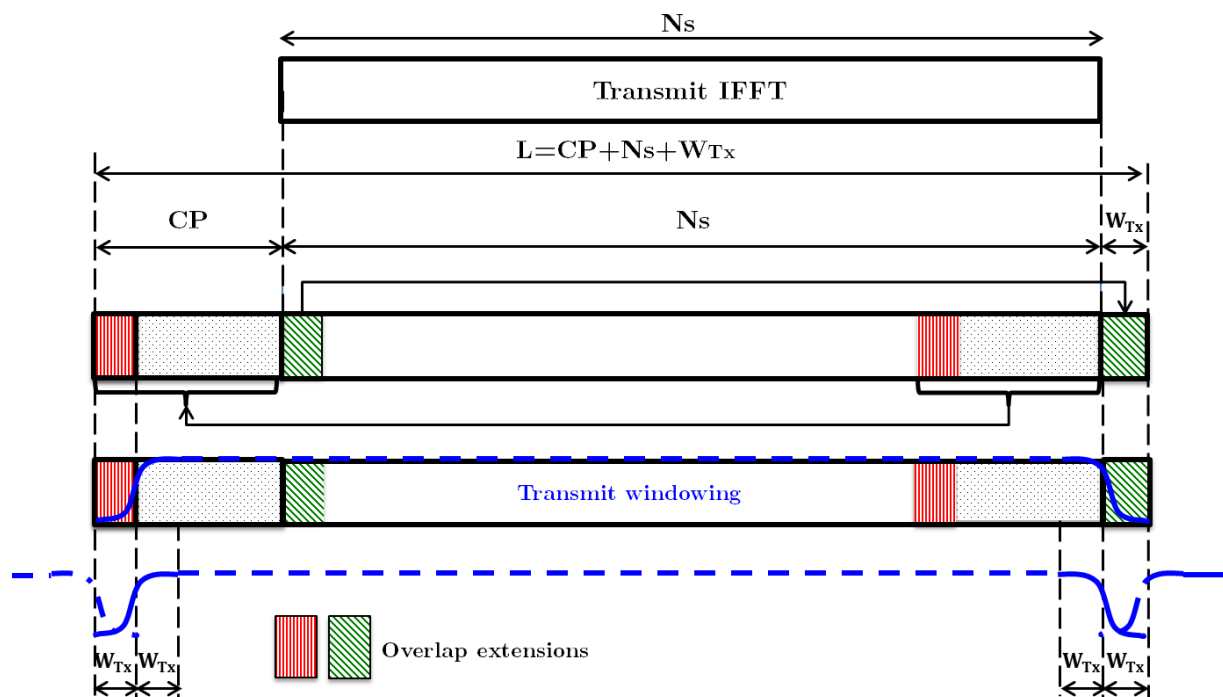 Ns
Transmit IFFT
L=CP+Ns+WTx
CP
Ns
WTx
Transmit windowing
Overlap extensions
WTx
WTx
WTx
WTx